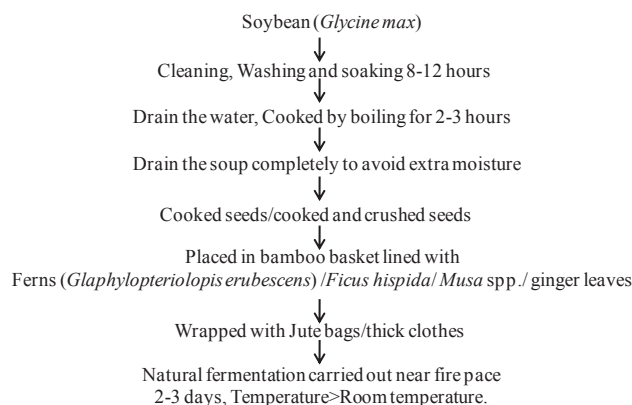 Soybean (Glycine max)
Cleaning, Washing and soaking 8-12 hours
Drain the water, Cooked by boiling for 2-3 hours
Drain the soup completely to avoid extra moisture
Cooked seeds/cooked and crushed seeds
Placed in bamboo basket lined with
Ferns (Glaphylopteriolopis erubescens) /Ficus hispida/ Musa spp./ ginger leaves
Wrapped with Jute bags/thick clothes
Natural fermentation carried out near fire pace
2-3 days, Temperature>Room temperature.